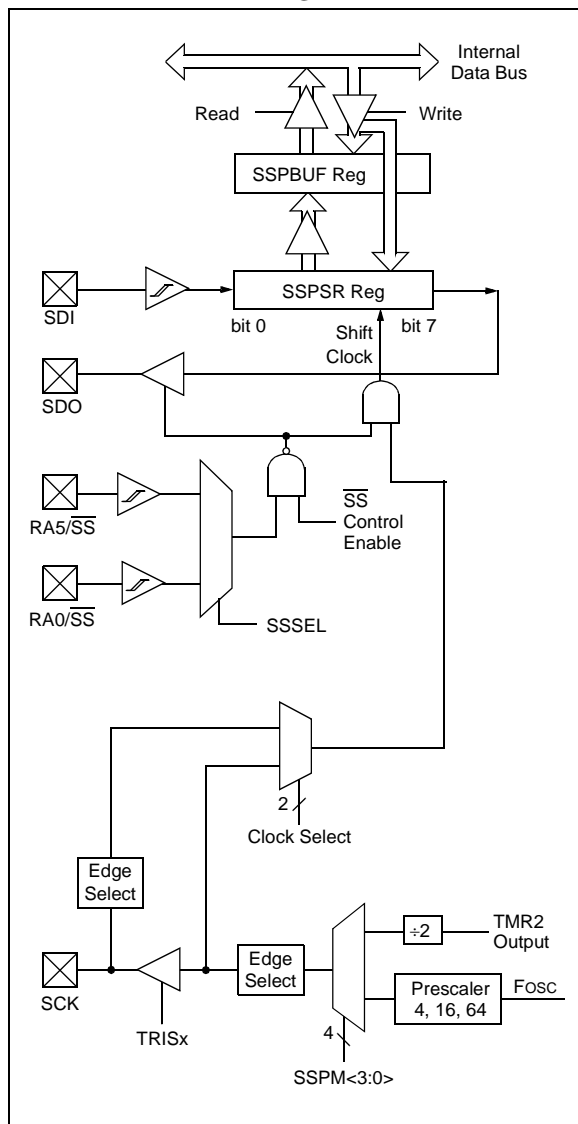 Internal
Data Bus
Read
Write
SSPBUF Reg
SSPSR Reg
SDI
bit 0
Shift
Clock
bit 7
SDO
RA5/SS
SS
Control
Enable
RA0/SS
SSSEL
2
Clock Select
Edge
Select
÷2
TMR2
Output
Edge
Select
Prescaler
4, 16, 64
FOSC
SCK
TRISx
4
SSPM<3:0>